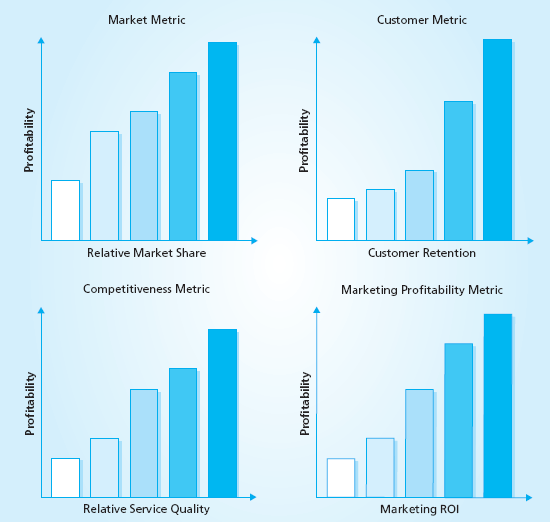 Market Metric
Profitability
Relative Market Share
Customer Metric
Profitability
Customer Retention
Competitiveness Metric
Profitability
Relative Service Quality
Marketing Profitability Metric
Profitability
Marketing ROI